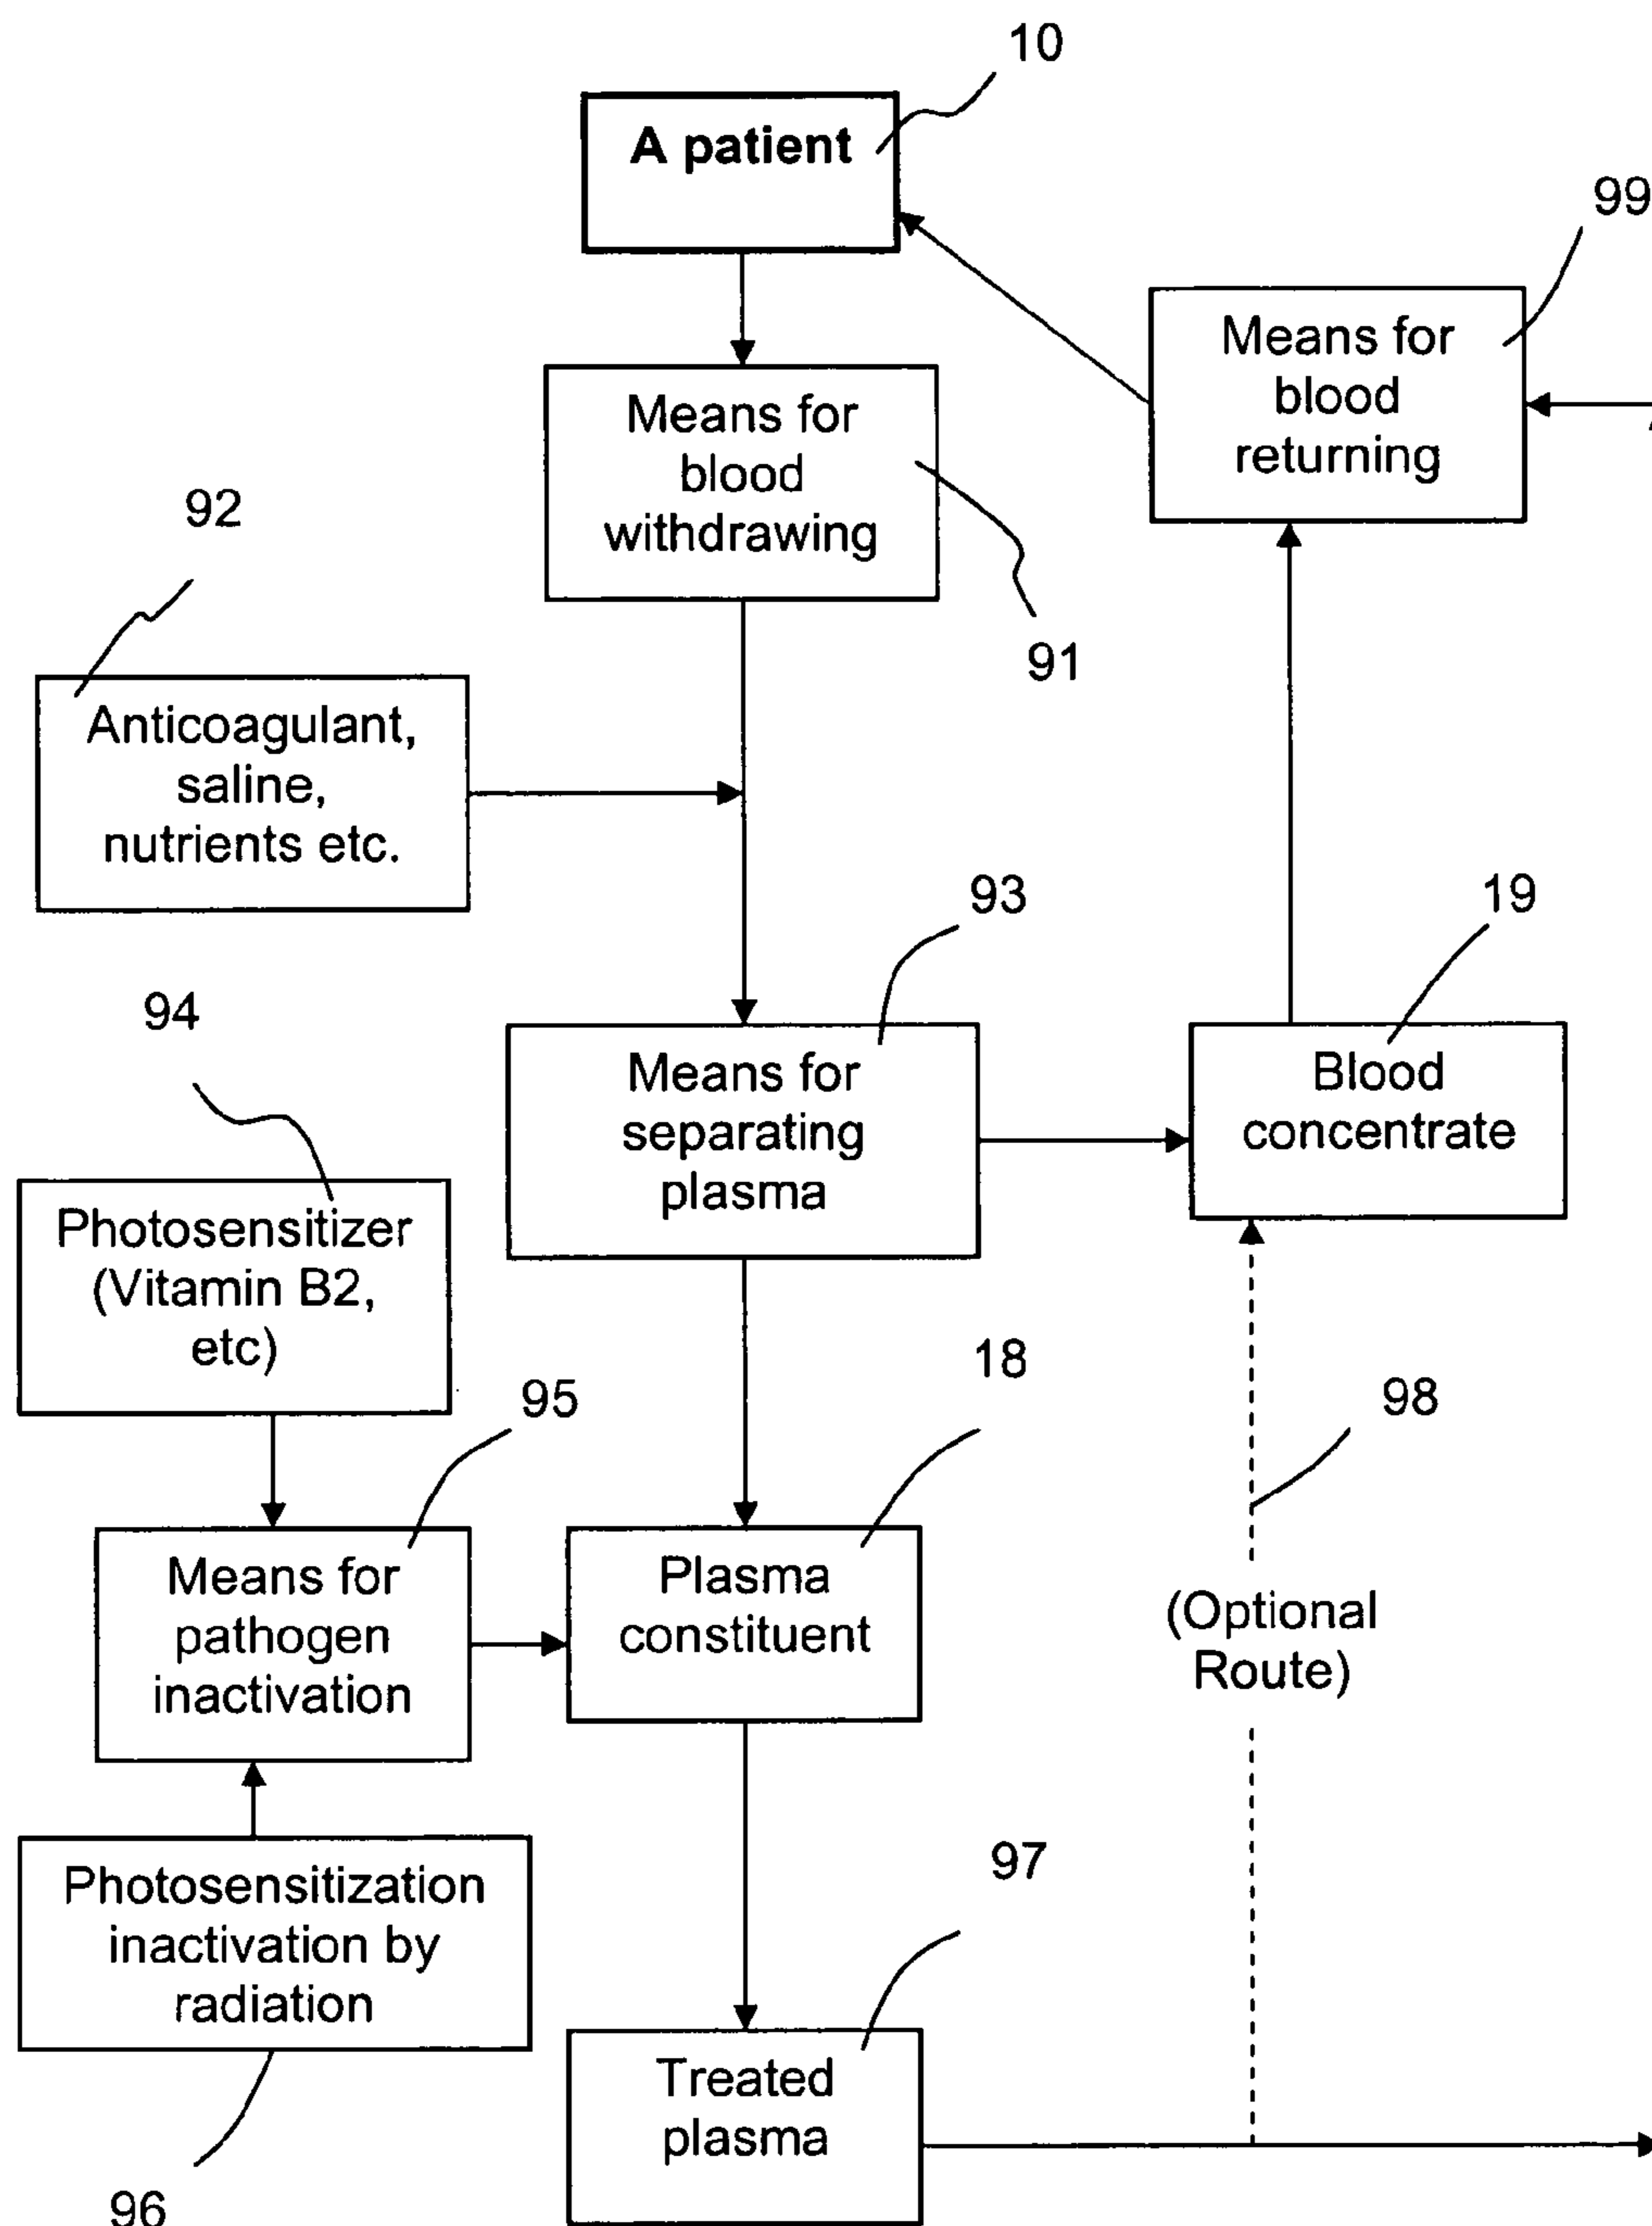 10
A patient
99
Means for
blood
returning
Means for
blood
withdrawing
92
91
Anticoagulant,
saline,
nutrients etc.
93
19
94
Means for
separating
plasma
Blood
concentrate
Photosensitizer
(Vitamin B2,
etc)
18
95
98
Means for
pathogen
inactivation
Plasma
constituent
(Optional
Route)
97
Photosensitization
inactivation by
radiation
Treated
plasma
96